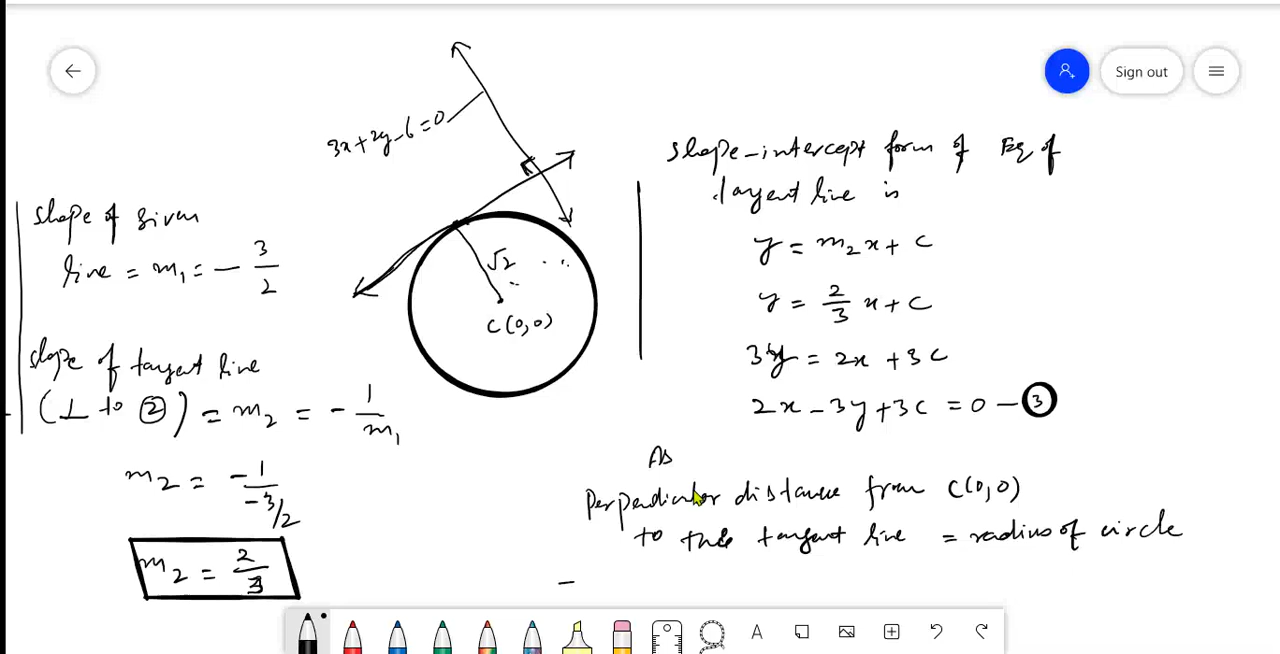 Sign out
3x+2y-6=0
√2
C(0,0)
slope of given
line = m₁ = - 3/2
slope of tangent line
(⊥ to ②) = m₂ = - 1/m₁
m₂ = -1/(-3/2)
m₂ = 2/3
slope-intercept form of Eq of
tangent line is
y = m₂x + c
y = 2/3 x + c
3y = 2x + 3c
2x - 3y + 3c = 0 — ③
As
Perpendicular distance from C(0,0)
to the tangent line = radius of circle
A